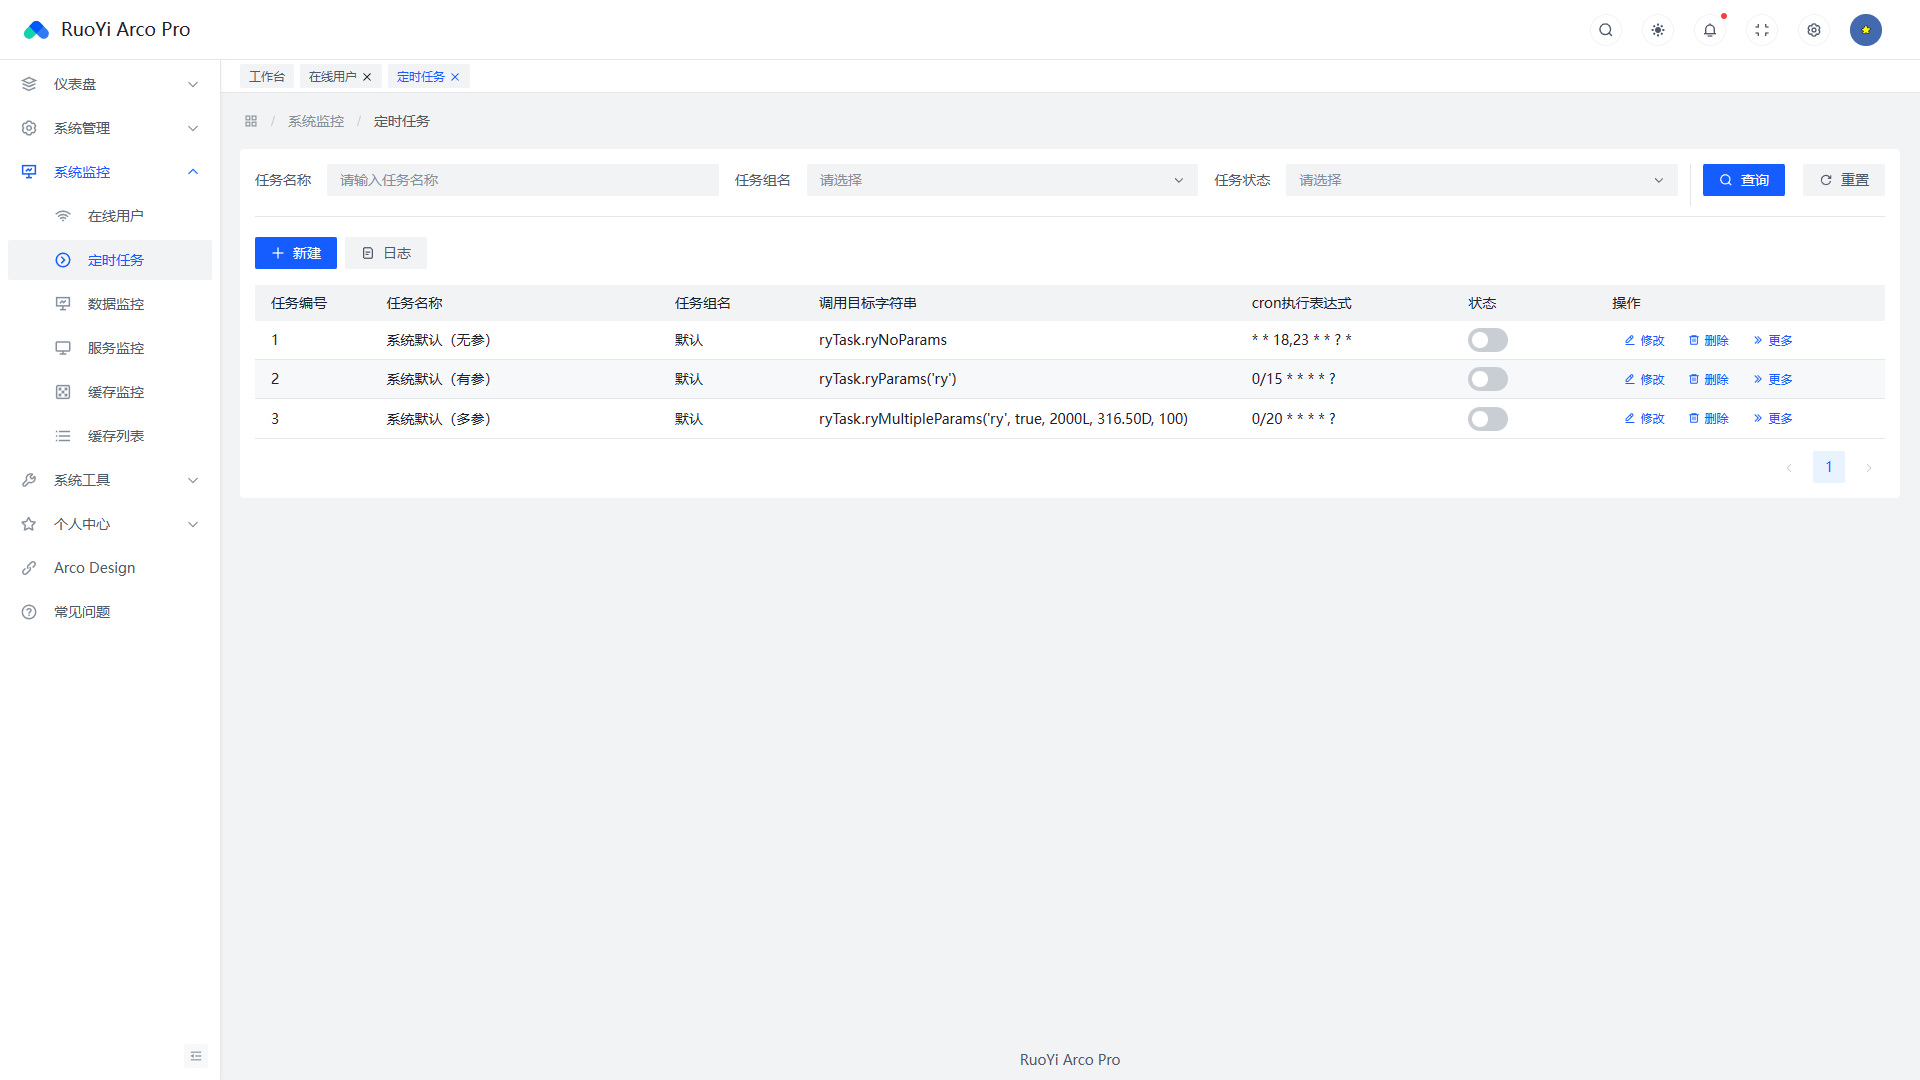 RuoYi Arco Pro
仪表盘
系统管理
系统监控
在线用户
定时任务
数据监控
服务监控
缓存监控
缓存列表
系统工具
个人中心
Arco Design
常见问题
工作台 在线用户 定时任务
/ 系统监控 / 定时任务
任务名称 请输入任务名称 任务组名 请选择 任务状态 请选择 查询 重置
新建 日志
任务编号 任务名称 任务组名 调用目标字符串 cron执行表达式 状态 操作
1 系统默认（无参） 默认 ryTask.ryNoParams * * 18,23 * * ? * 修改 删除 更多
2 系统默认（有参） 默认 ryTask.ryParams('ry') 0/15 * * * * ? 修改 删除 更多
3 系统默认（多参） 默认 ryTask.ryMultipleParams('ry', true, 2000L, 316.50D, 100) 0/20 * * * * ? 修改 删除 更多
1
RuoYi Arco Pro